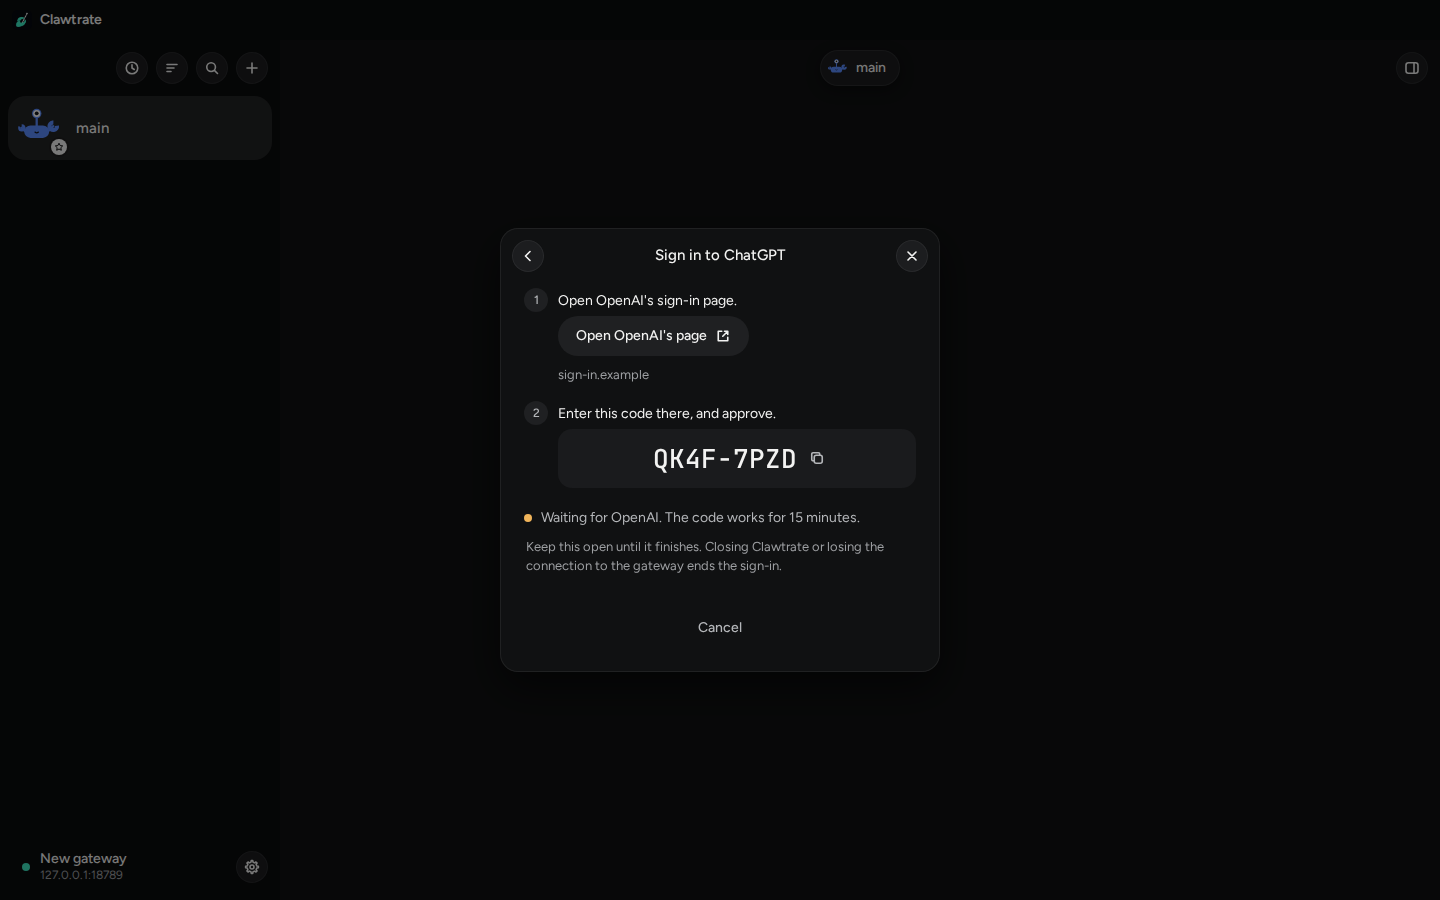 Clawtrate
main
main
Sign in to ChatGPT
1 Open OpenAI's sign-in page.
Open OpenAI's page
sign-in.example
2 Enter this code there, and approve.
QK4F-7PZD
Waiting for OpenAI. The code works for 15 minutes.
Keep this open until it finishes. Closing Clawtrate or losing the
connection to the gateway ends the sign-in.
Cancel
New gateway
127.0.0.1:18789